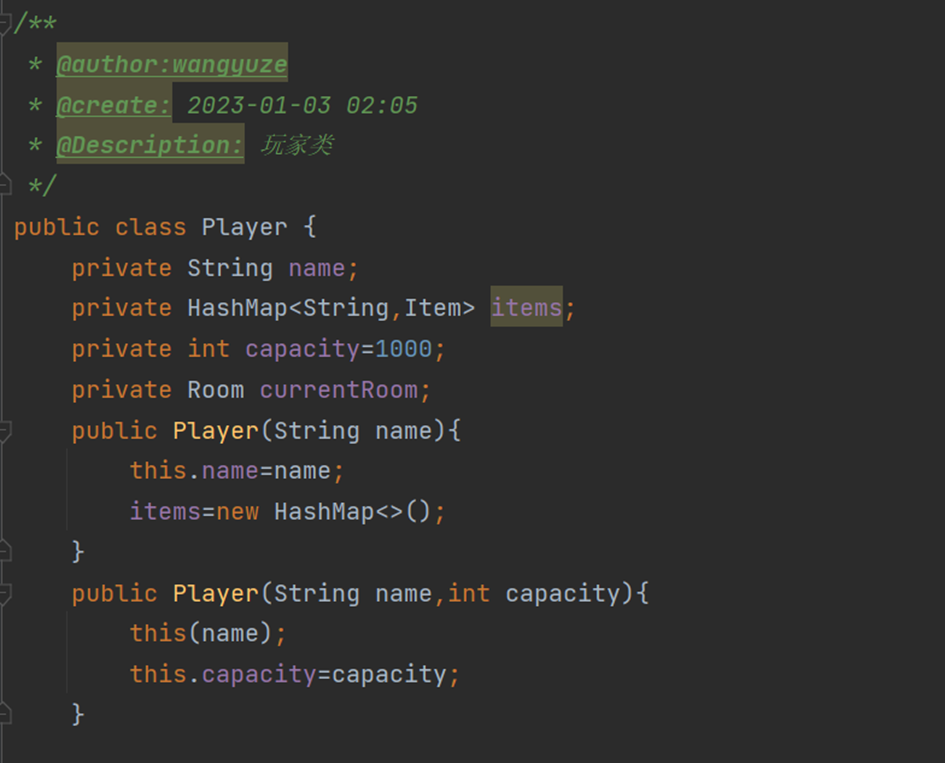 /**
 * @author:wangyuze
 * @create: 2023-01-03 02:05
 * @Description: 玩家类
 */
public class Player {
    private String name;
    private HashMap<String,Item> items;
    private int capacity=1000;
    private Room currentRoom;
    public Player(String name){
        this.name=name;
        items=new HashMap<>();
    }
    public Player(String name,int capacity){
        this(name);
        this.capacity=capacity;
    }